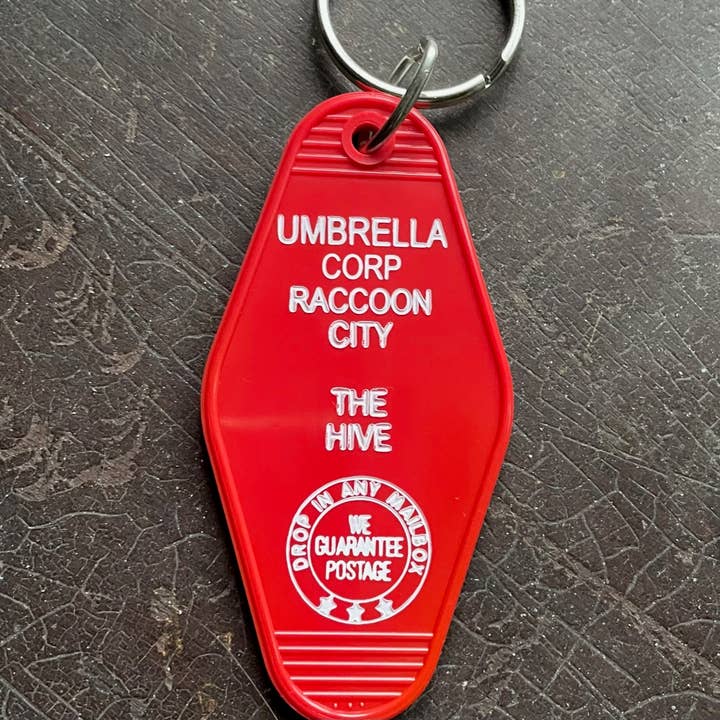 UMBRELLA
CORP
RACCOON
CITY
THE
HIVE
DROP IN ANY MAILBOX
WE
GUARANTEE
POSTAGE